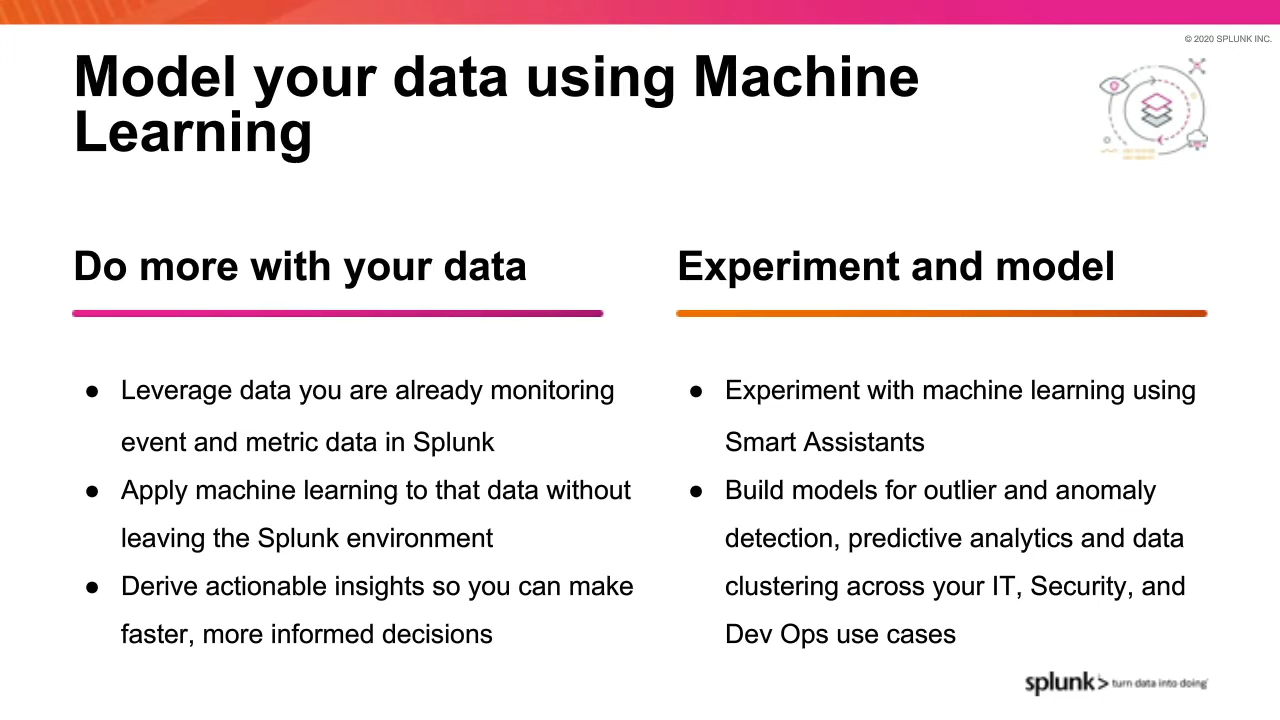 © 2020 SPLUNK INC.
Model your data using Machine
Learning
Do more with your data
● Leverage data you are already monitoring
event and metric data in Splunk
● Apply machine learning to that data without
leaving the Splunk environment
● Derive actionable insights so you can make
faster, more informed decisions
Experiment and model
● Experiment with machine learning using
Smart Assistants
● Build models for outlier and anomaly
detection, predictive analytics and data
clustering across your IT, Security, and
Dev Ops use cases
splunk> turn data into doing